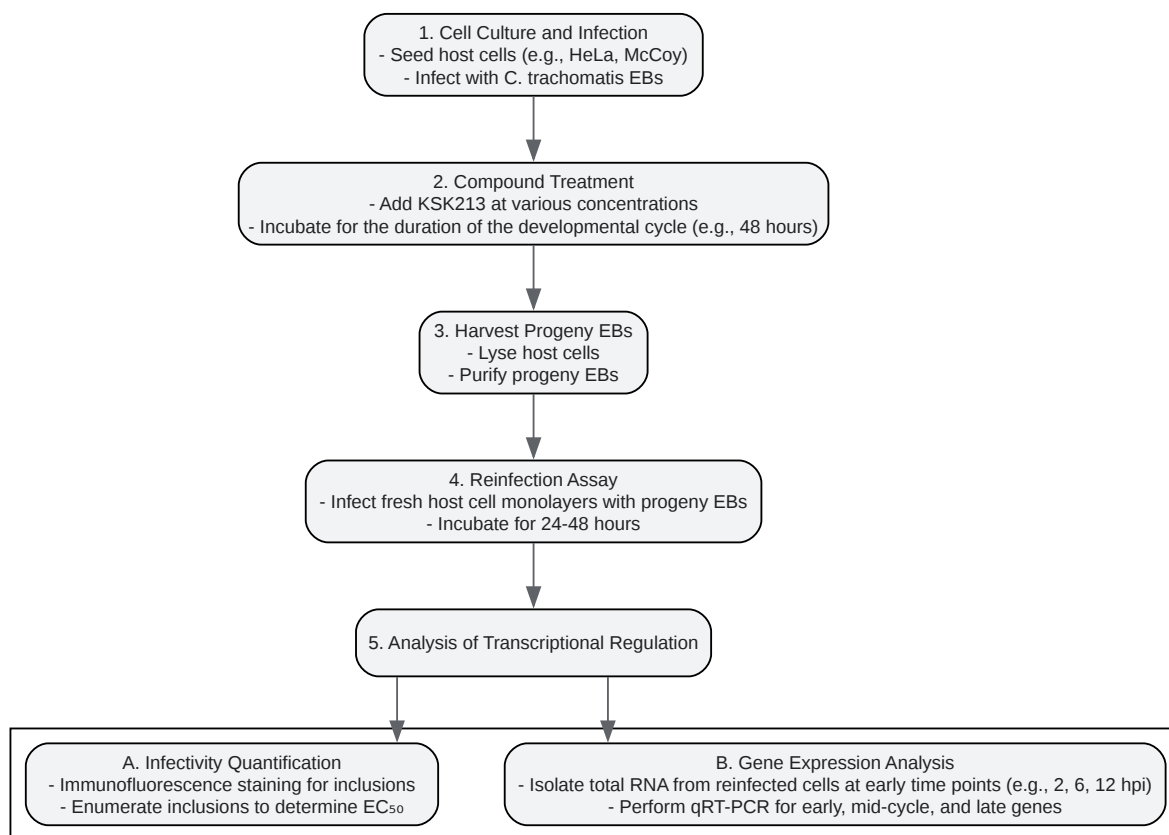 1. Cell Culture and Infection
- Seed host cells (e.g., HeLa, McCoy)
- Infect with C. trachomatis EBs
2. Compound Treatment
- Add KSK213 at various concentrations
- Incubate for the duration of the developmental cycle (e.g., 48 hours)
3. Harvest Progeny EBs
- Lyse host cells
- Purify progeny EBs
4. Reinfection Assay
- Infect fresh host cell monolayers with progeny EBs
- Incubate for 24-48 hours
5. Analysis of Transcriptional Regulation
A. Infectivity Quantification
- Immunofluorescence staining for inclusions
- Enumerate inclusions to determine EC₅₀
B. Gene Expression Analysis
- Isolate total RNA from reinfected cells at early time points (e.g., 2, 6, 12 hpi)
- Perform qRT-PCR for early, mid-cycle, and late genes